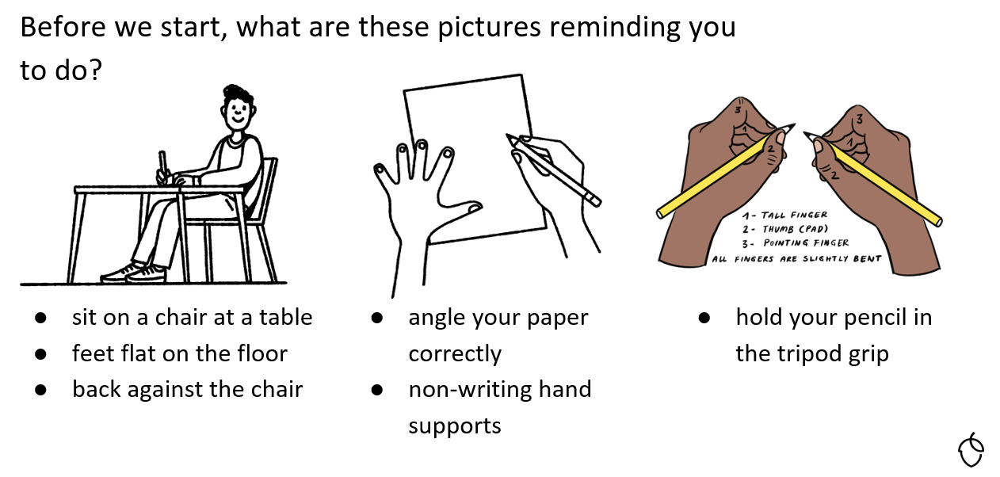 Before we start, what are these pictures reminding you
to do?
3
1
2
3
1
2
1- TALL FINGER
2- THUMB (PAD)
3- POINTING FINGER
ALL FINGERS ARE SLIGHTLY BENT
● sit on a chair at a table
● feet flat on the floor
● back against the chair
● angle your paper
correctly
● non-writing hand
supports
● hold your pencil in
the tripod grip